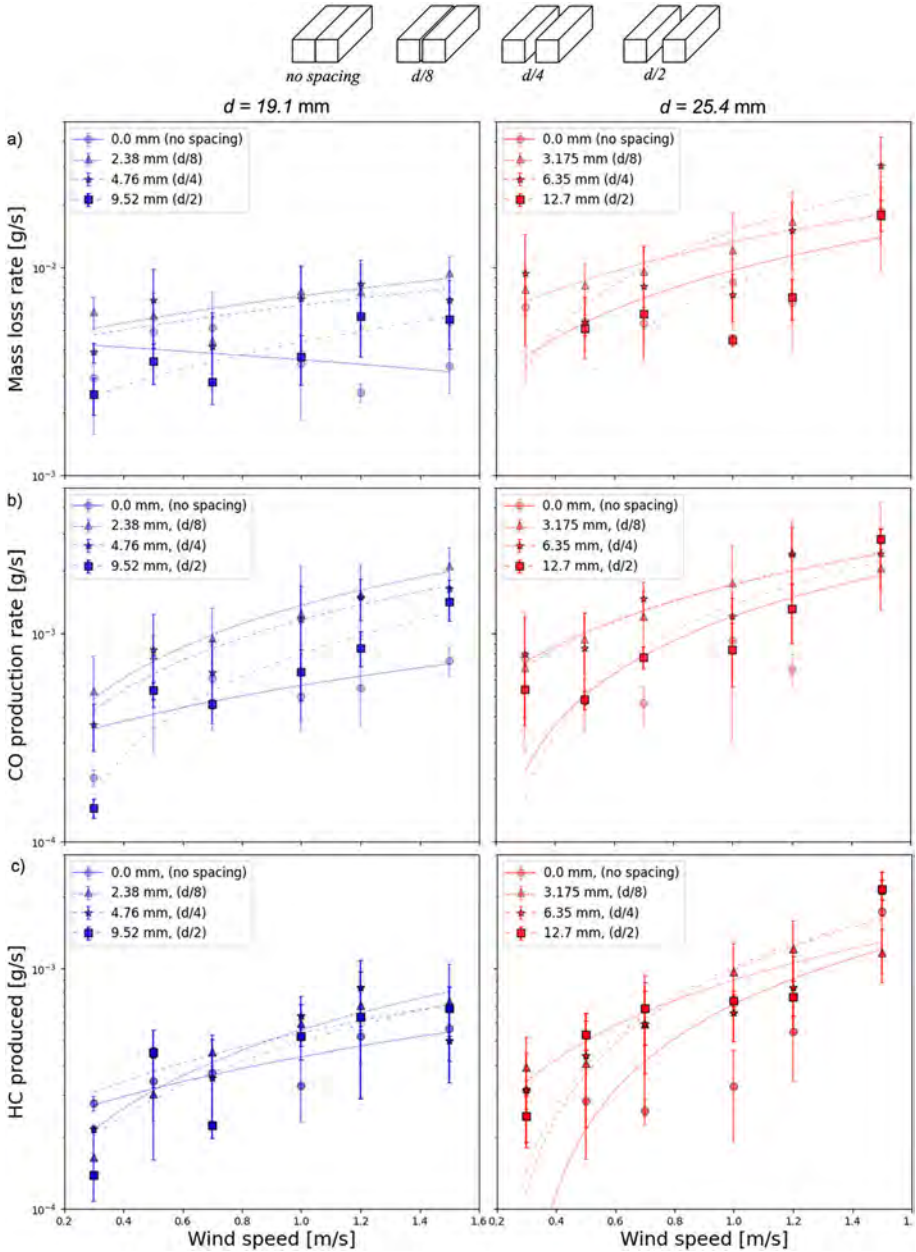 no spacing d/8 d/4 d/2
d = 19.1 mm d = 25.4 mm
a)
Mass loss rate [g/s]
10⁻²
10⁻³
0.0 mm (no spacing)
2.38 mm (d/8)
4.76 mm (d/4)
9.52 mm (d/2)
0.0 mm (no spacing)
3.175 mm (d/8)
6.35 mm (d/4)
12.7 mm (d/2)
b)
CO production rate [g/s]
10⁻³
10⁻⁴
0.0 mm, (no spacing)
2.38 mm, (d/8)
4.76 mm, (d/4)
9.52 mm, (d/2)
0.0 mm, (no spacing)
3.175 mm, (d/8)
6.35 mm, (d/4)
12.7 mm, (d/2)
c)
HC produced [g/s]
10⁻³
10⁻⁴
0.0 mm, (no spacing)
2.38 mm, (d/8)
4.76 mm, (d/4)
9.52 mm, (d/2)
0.0 mm, (no spacing)
3.175 mm, (d/8)
6.35 mm, (d/4)
12.7 mm, (d/2)
0.2 0.4 0.6 0.8 1.0 1.2 1.4 1.6 0.2 0.4 0.6 0.8 1.0 1.2 1.4
Wind speed [m/s] Wind speed [m/s]